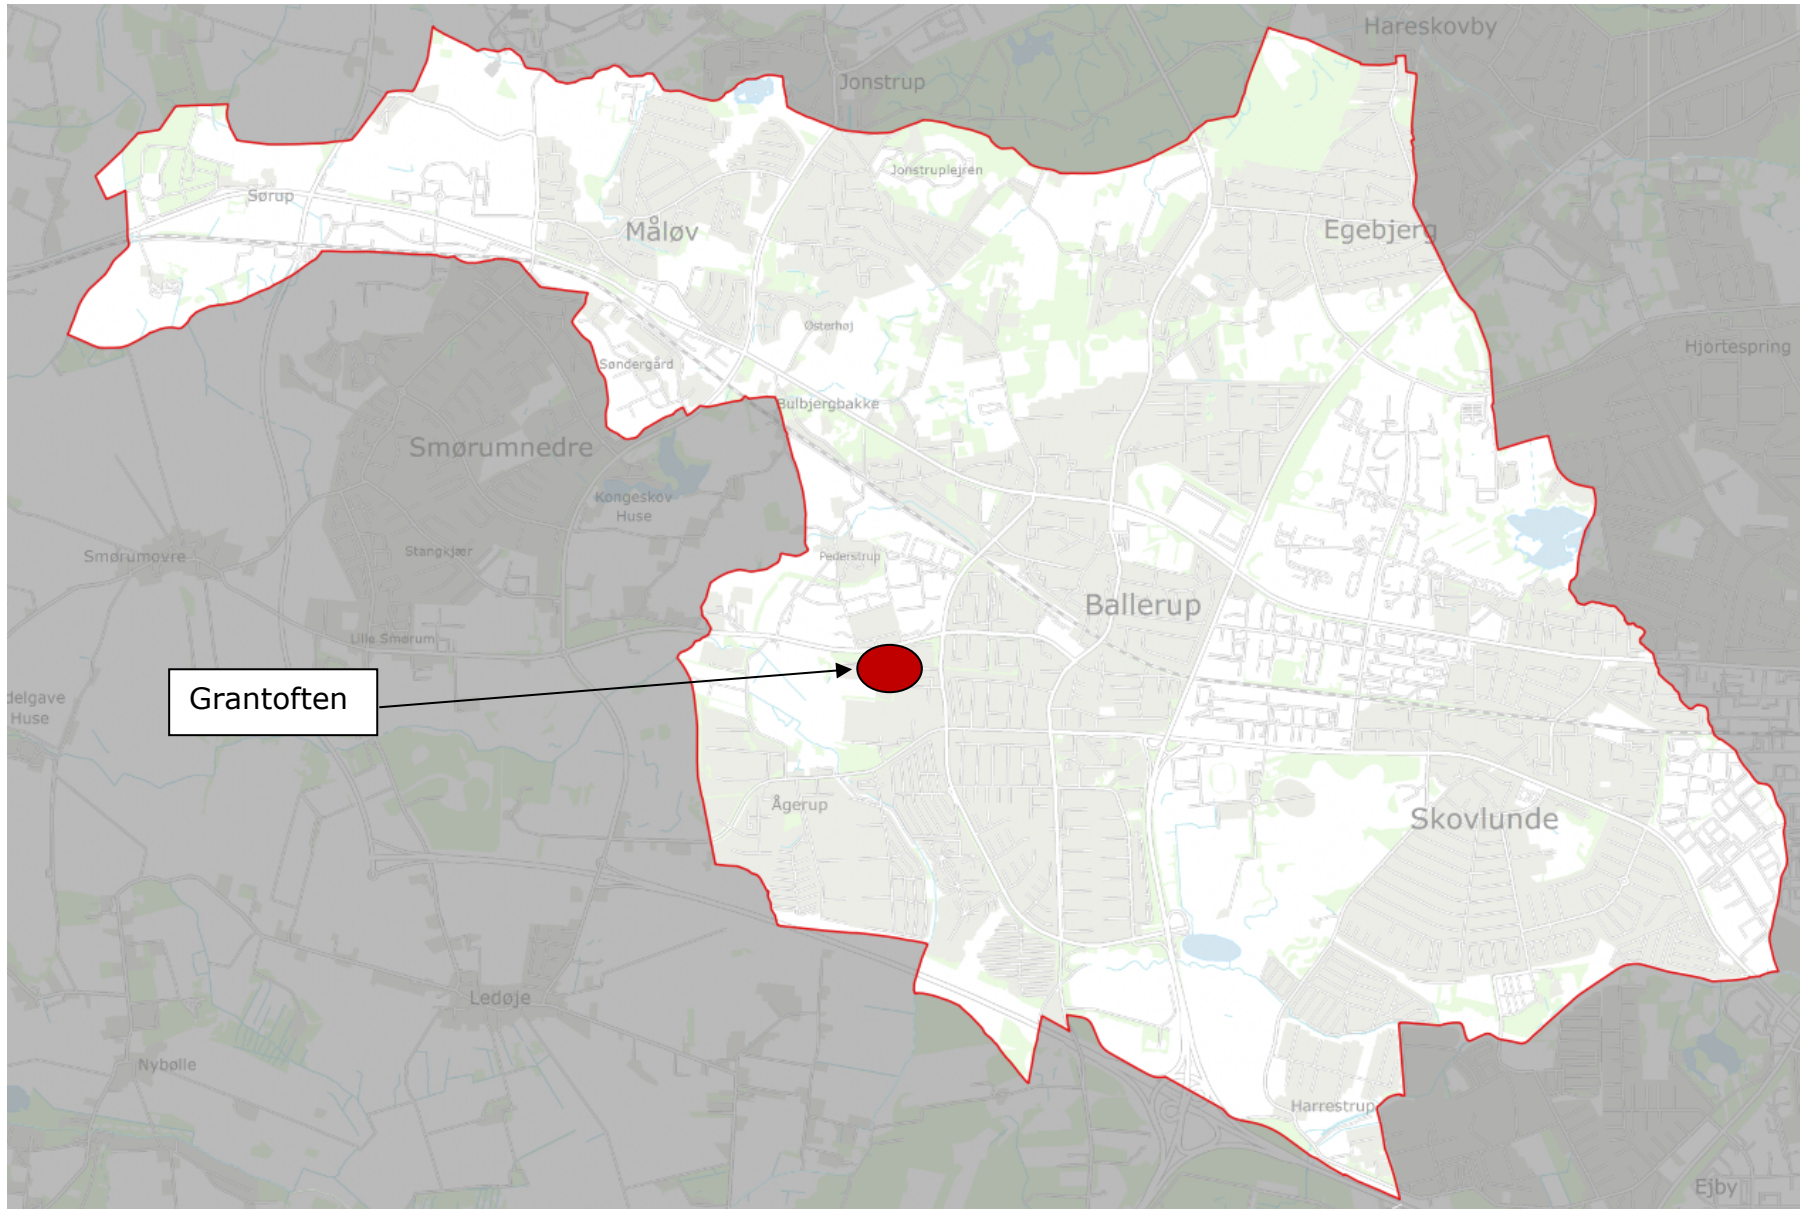 Hareskovby
Jonstrup
Jonstruplejren
Sørup
Måløv
Egebjerg
Østerhøj
Hjortespring
Søndergård
Bulbjergbakke
Smørumnedre
Kongeskov
Huse
Stangkjær
Smørumovre
Pederstrup
Ballerup
Lille Smørum
Grantoften
delgave
Huse
Ågerup
Skovlunde
Ledøje
Nybølle
Harrestrup
Ejby